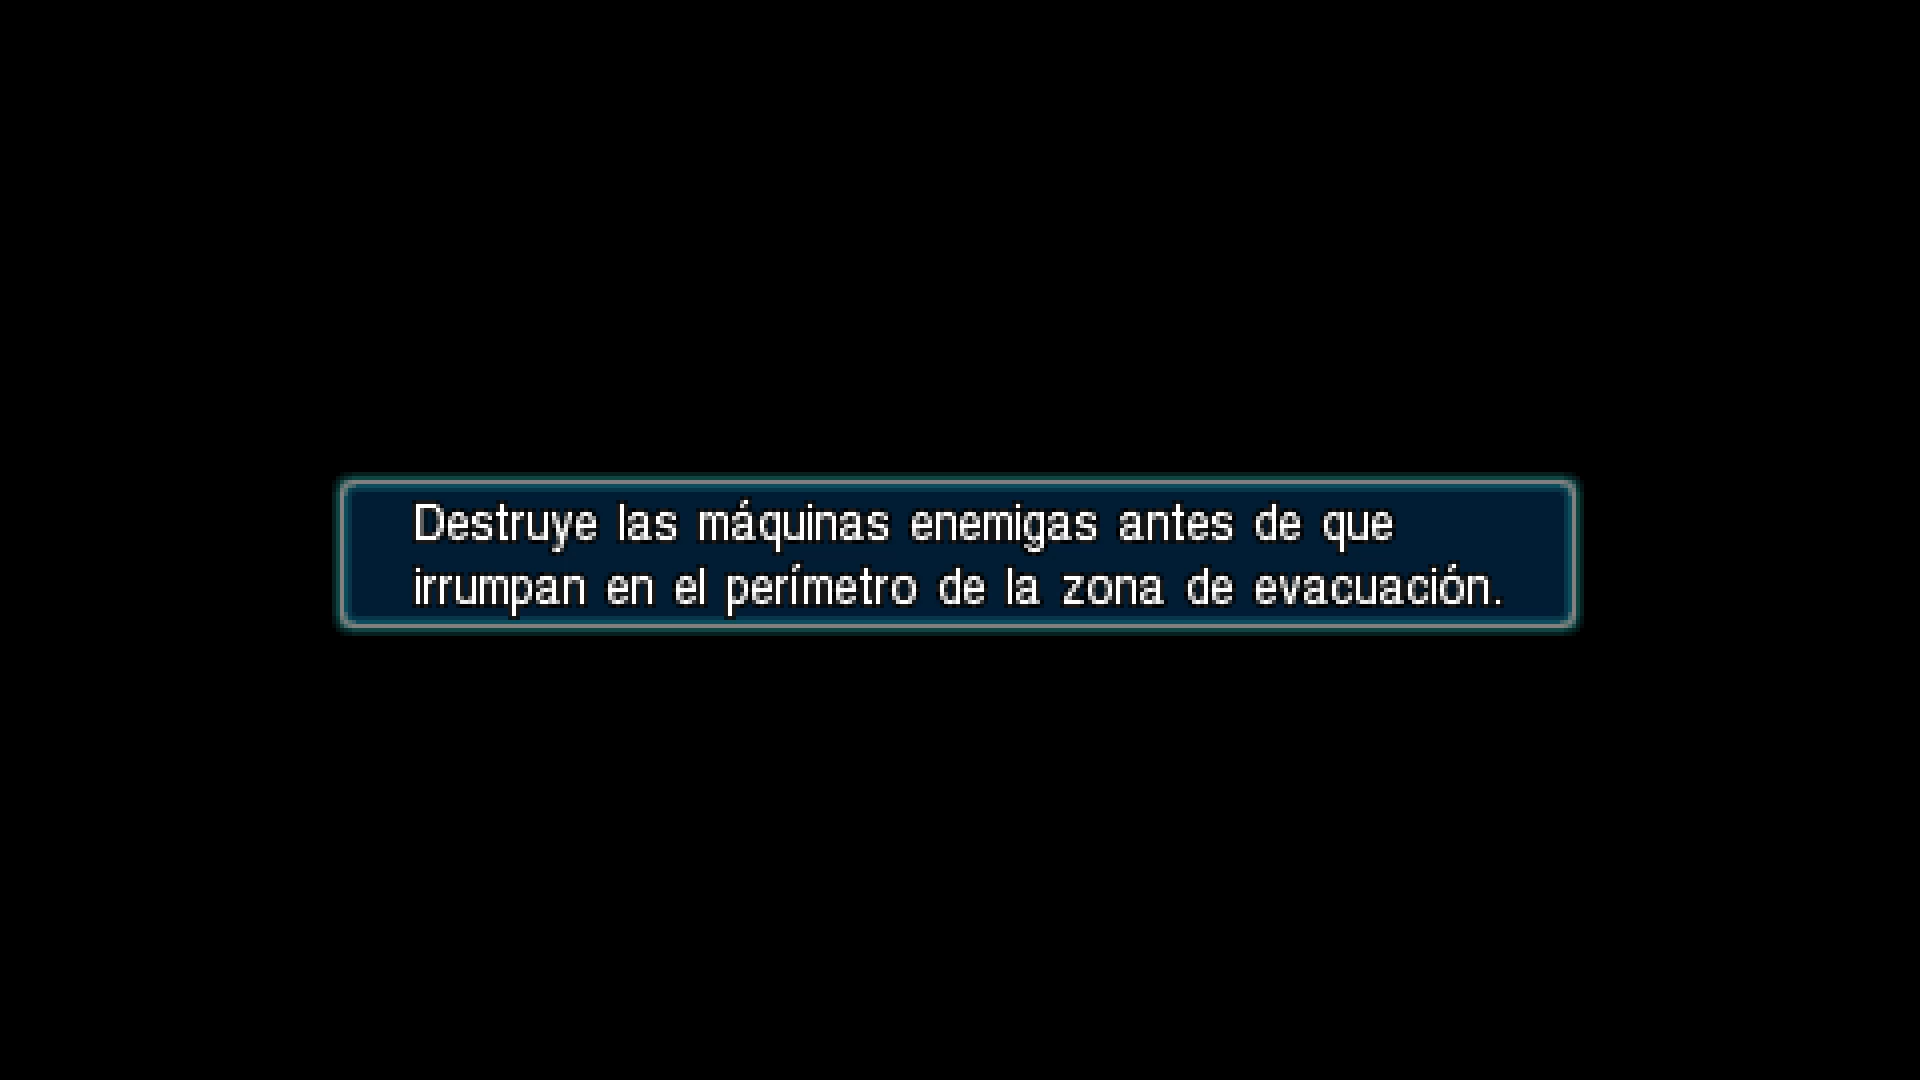 Destruye las máquinas enemigas antes de que
irrumpan en el perímetro de la zona de evacuación.